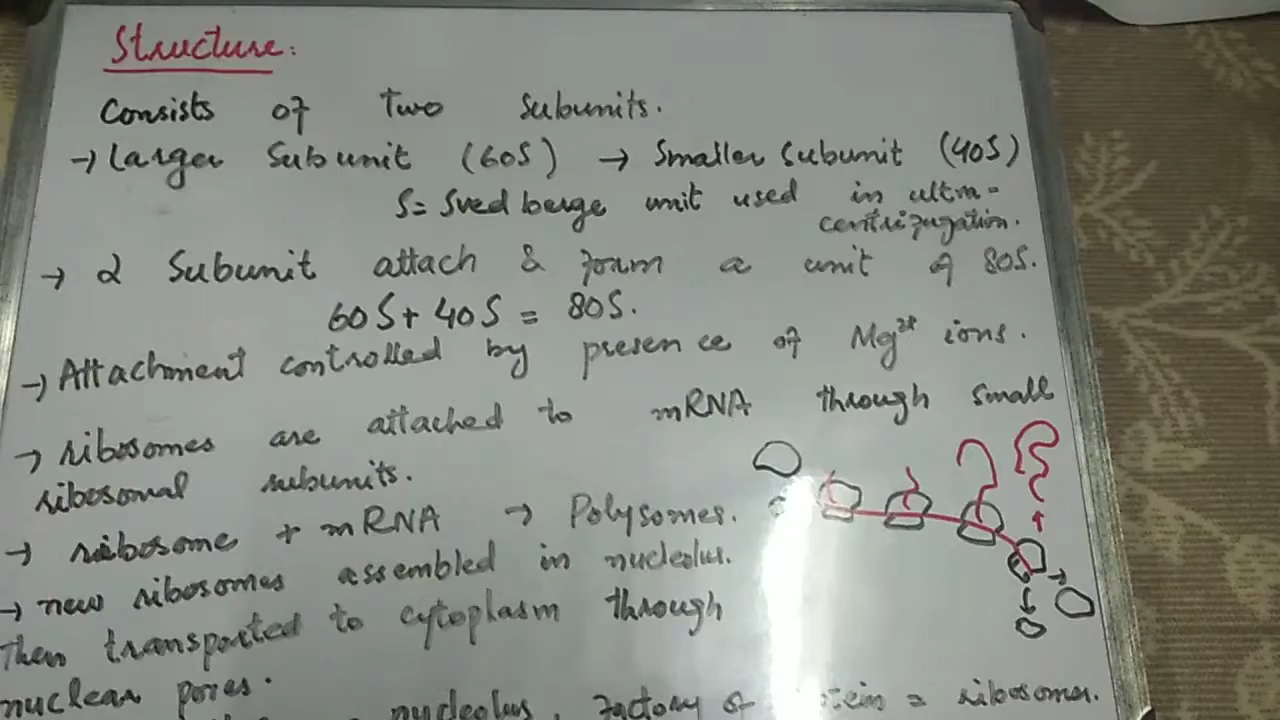 Structure:
Consists of Two Subunits.
→ Larger Subunit (60S) → Smaller Subunit (40S)
S = Svedberge unit used in ultra-
centrifugation.
→ 2 Subunit attach & form a unit of 80S.
60S + 40S = 80S.
→ Attachment controlled by presence of Mg²⁺ ions.
→ ribosomes are attached to mRNA through small
ribosomal subunits.
→ ribosome + mRNA → Polysomes.
→ new ribosomes assembled in nucleolus.
Then transported to cytoplasm through
nuclear pores.
nucleolus, Factory of = ribosomes.